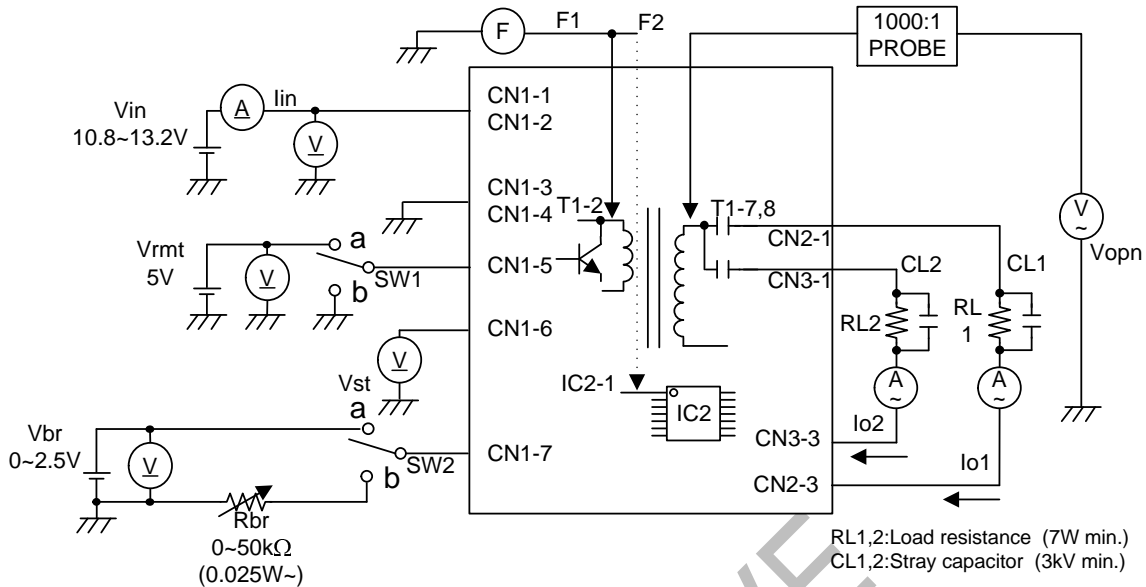 F
F1
F2
1000:1
PROBE
A
Iin
Vin
10.8~13.2V
V
CN1-1
CN1-2
CN1-3
CN1-4
T1-2
T1-7,8
CN2-1
CN3-1
V
~
Vopn
Vrmt
5V
V
a
b
SW1
CN1-5
CL2
CL1
RL2
RL
1
CN1-6
V
Vst
A
~
A
~
IC2-1
IC2
Io2
Io1
Vbr
0~2.5V
V
a
b
SW2
CN1-7
CN3-3
CN2-3
Rbr
0~50kΩ
(0.025W~)
RL1,2:Load resistance (7W min.)
CL1,2:Stray capacitor (3kV min.)